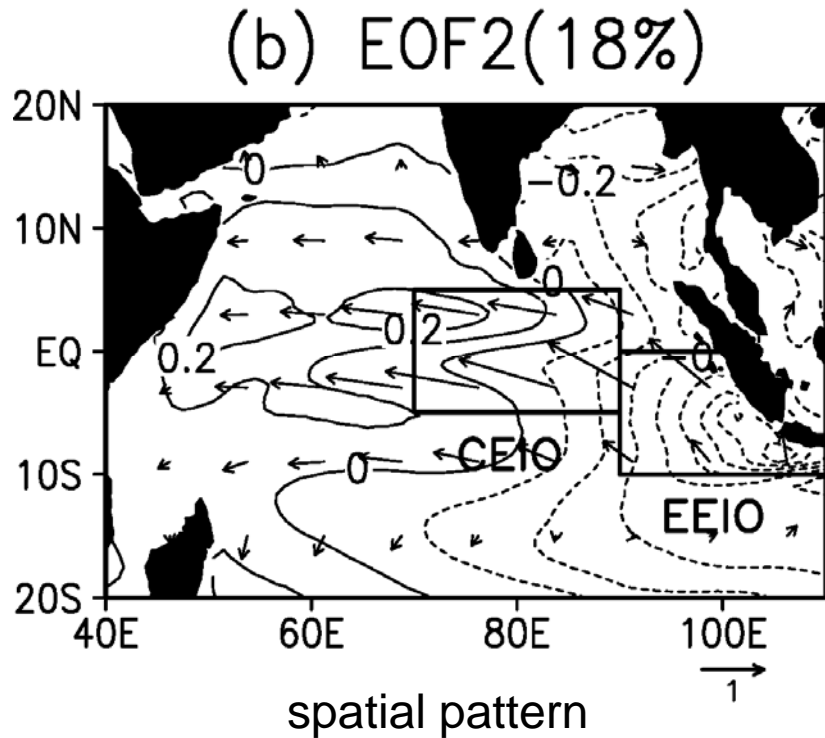 (b) EOF2(18%)
20N
0
-0.2
10N
0
0.2
EQ
0.2
-0.
CEIO
10S
0
EEIO
20S
40E 60E 80E 100E
1
spatial pattern